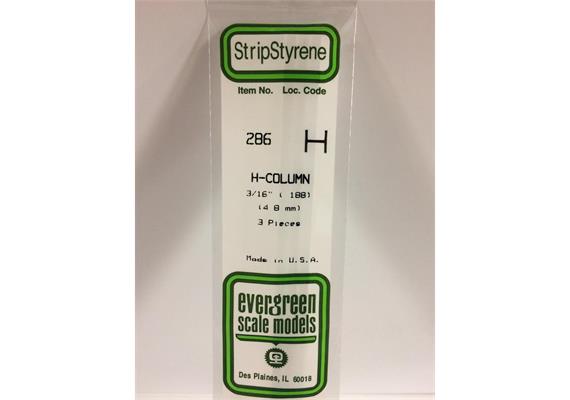 StripStyrene
Item No. Loc. Code
286 H
H-COLUMN
3/16" ( 188)
(4 8 mm)
3 Pieces
Made in U.S.A.
evergreen
scale models
Des Plaines, IL 60018